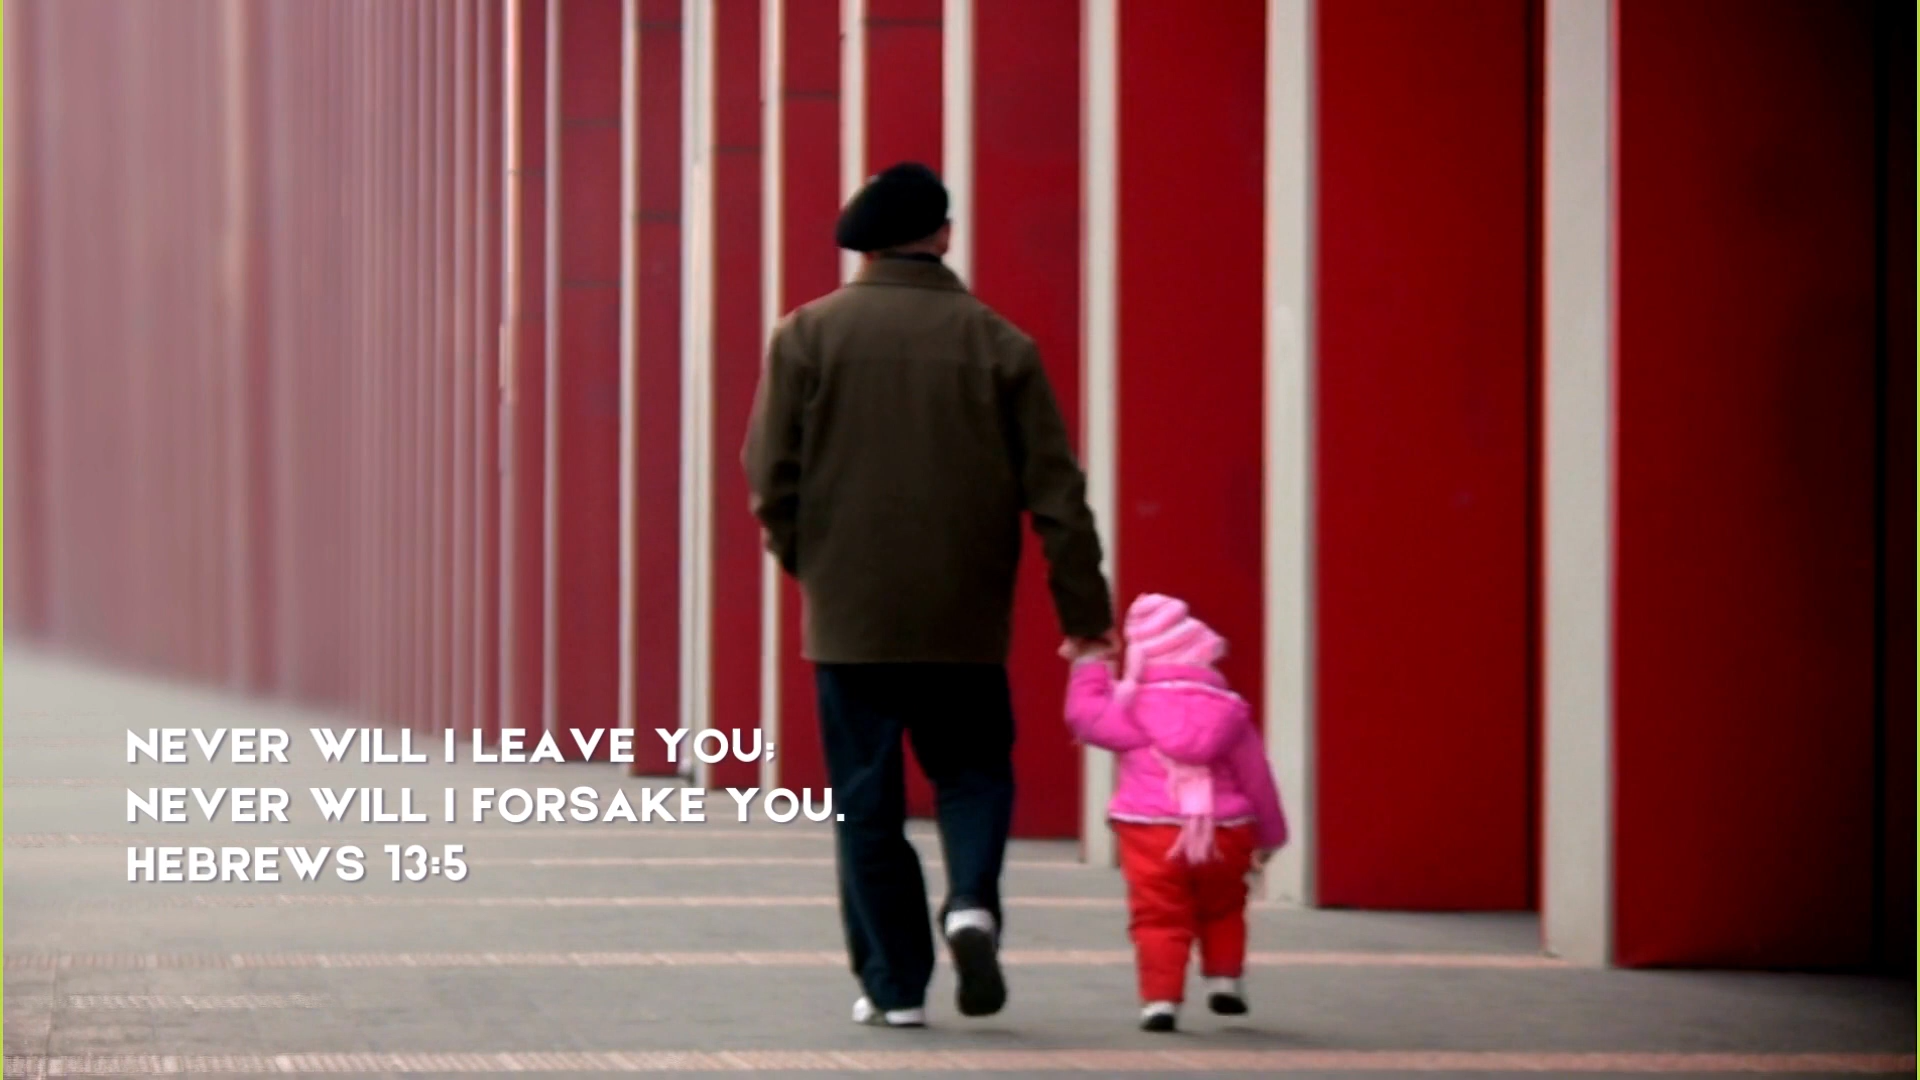 NEVER WILL I LEAVE YOU;
NEVER WILL I FORSAKE YOU.
HEBREWS 13:5